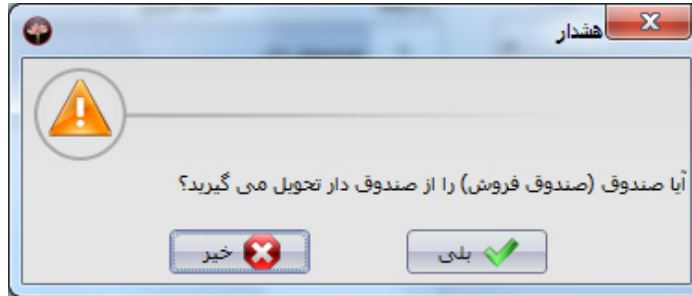 هشدار
آیا صندوق (صندوق فروش) را از صندوق دار تحویل می گیرید؟
بلی
خیر